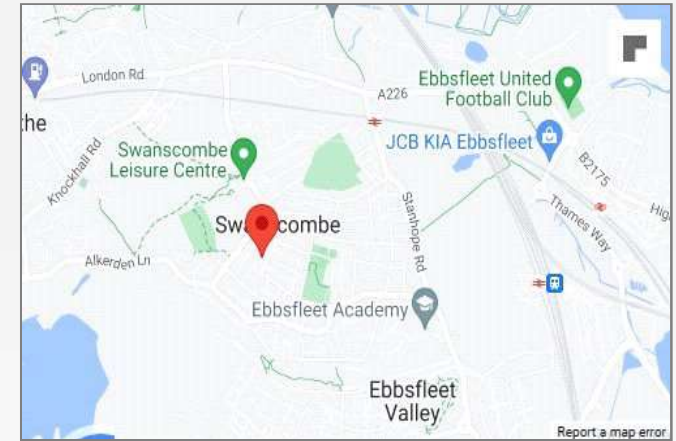 London Rd
A226
Ebbsfleet United
Football Club
the
JCB KIA Ebbsfleet
Knockhall Rd
Swanscombe
Leisure Centre
B2175
Stanhope Rd
Thames Way
Hig
Swa combe
Alkerden Ln
Ebbsfleet Academy
Ebbsfleet
Valley
Report a map error